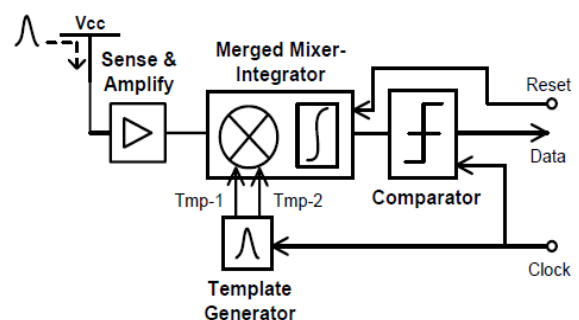 Vcc
Sense &
Amplify
Merged Mixer-
Integrator
Reset
Data
Tmp-1
Tmp-2
Comparator
Template
Generator
Clock